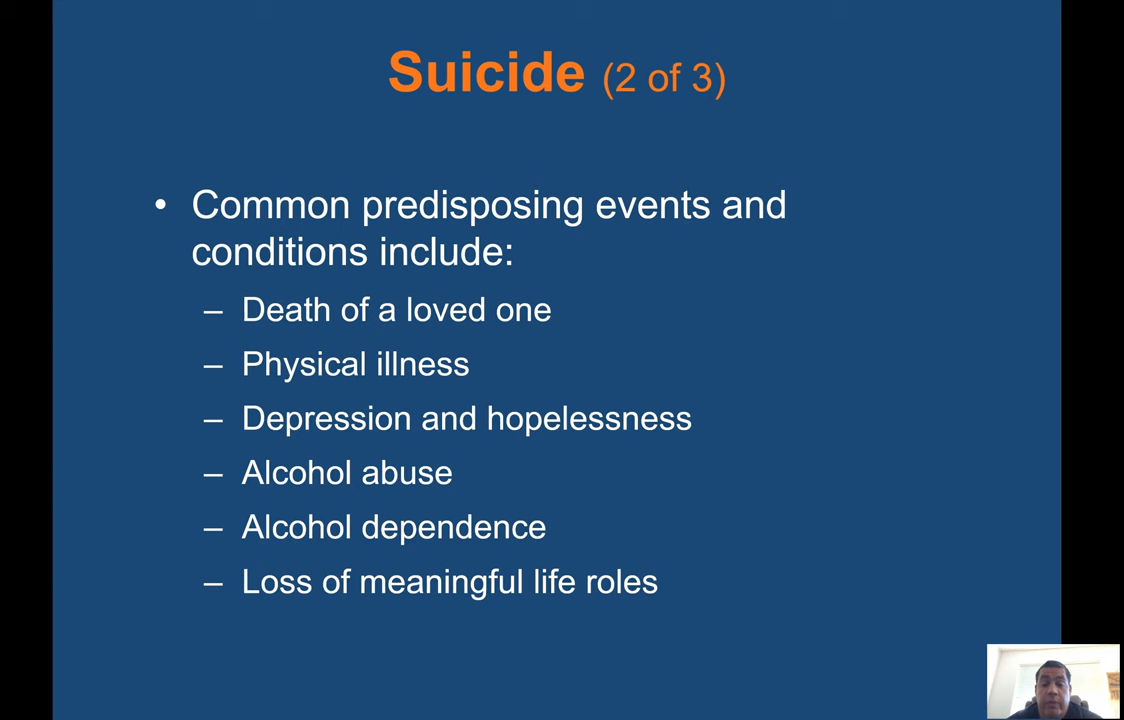 Suicide (2 of 3)
• Common predisposing events and
conditions include:
– Death of a loved one
– Physical illness
– Depression and hopelessness
– Alcohol abuse
– Alcohol dependence
– Loss of meaningful life roles